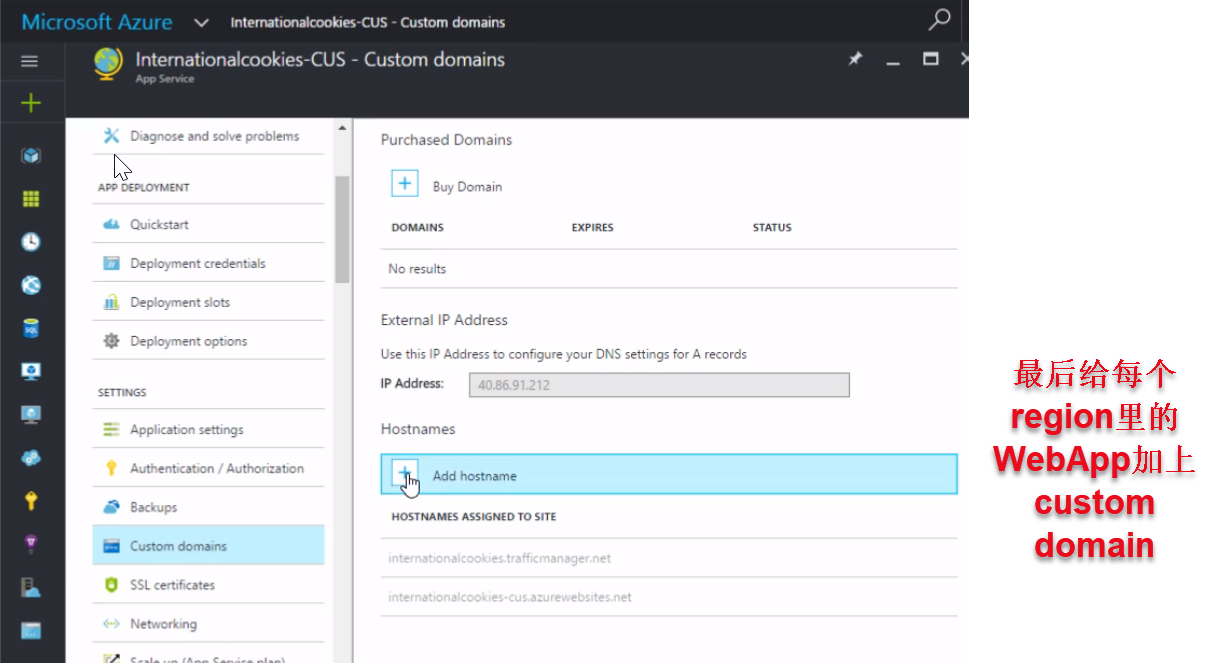 Microsoft Azure Internationalcookies-CUS - Custom domains
Internationalcookies-CUS - Custom domains
App Service
Diagnose and solve problems
APP DEPLOYMENT
Quickstart
Deployment credentials
Deployment slots
Deployment options
SETTINGS
Application settings
Authentication / Authorization
Backups
Custom domains
SSL certificates
Networking
Scale up (App Service plan)
Purchased Domains
Buy Domain
DOMAINS EXPIRES STATUS
No results
External IP Address
Use this IP Address to configure your DNS settings for A records
IP Address: 40.86.91.212
Hostnames
Add hostname
HOSTNAMES ASSIGNED TO SITE
internationalcookies.trafficmanager.net
internationalcookies-cus.azurewebsites.net
最后给每个
region里的
WebApp加上
custom
domain